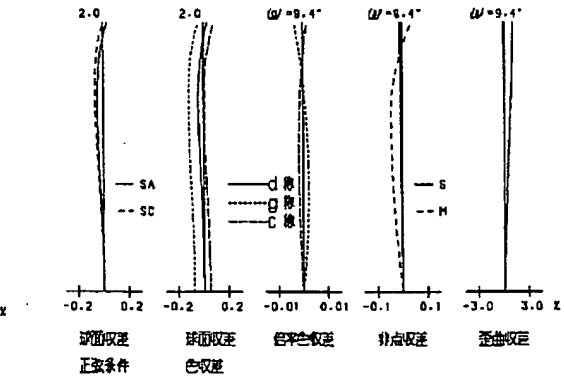 2.0 2.0 ω=9.4° ω=9.4° ω=9.4°
SA
SC
d 線
g 線
C 線
S
M
-0.2 0.2 -0.2 0.2 -0.01 0.01 -0.1 0.1 -3.0 3.0 %
%
球面収差 球面収差 倍率色収差 非点収差 歪曲収差
正弦条件 色収差